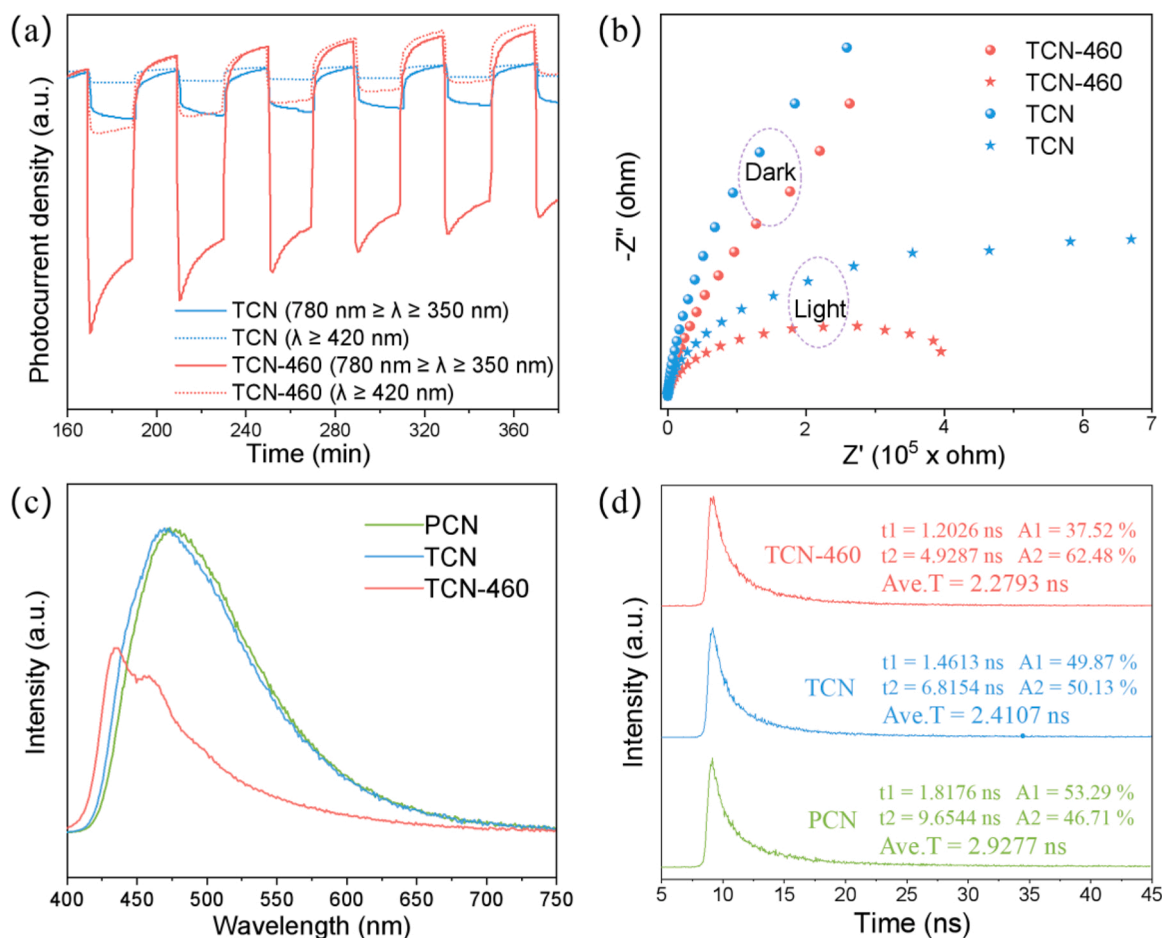 (a)
Photocurrent density (a.u.)
TCN (780 nm ≥ λ ≥ 350 nm)
TCN (λ ≥ 420 nm)
TCN-460 (780 nm ≥ λ ≥ 350 nm)
TCN-460 (λ ≥ 420 nm)
160 200 240 280 320 360
Time (min)
(b)
-Z" (ohm)
TCN-460
TCN-460
TCN
TCN
Dark
Light
0 2 4 6 7
Z' (10⁵ x ohm)
(c)
Intensity (a.u.)
PCN
TCN
TCN-460
400 450 500 550 600 650 700 750
Wavelength (nm)
(d)
Intensity (a.u.)
TCN-460
t1 = 1.2026 ns A1 = 37.52 %
t2 = 4.9287 ns A2 = 62.48 %
Ave.T = 2.2793 ns
TCN
t1 = 1.4613 ns A1 = 49.87 %
t2 = 6.8154 ns A2 = 50.13 %
Ave.T = 2.4107 ns
PCN
t1 = 1.8176 ns A1 = 53.29 %
t2 = 9.6544 ns A2 = 46.71 %
Ave.T = 2.9277 ns
5 10 15 20 25 30 35 40 45
Time (ns)